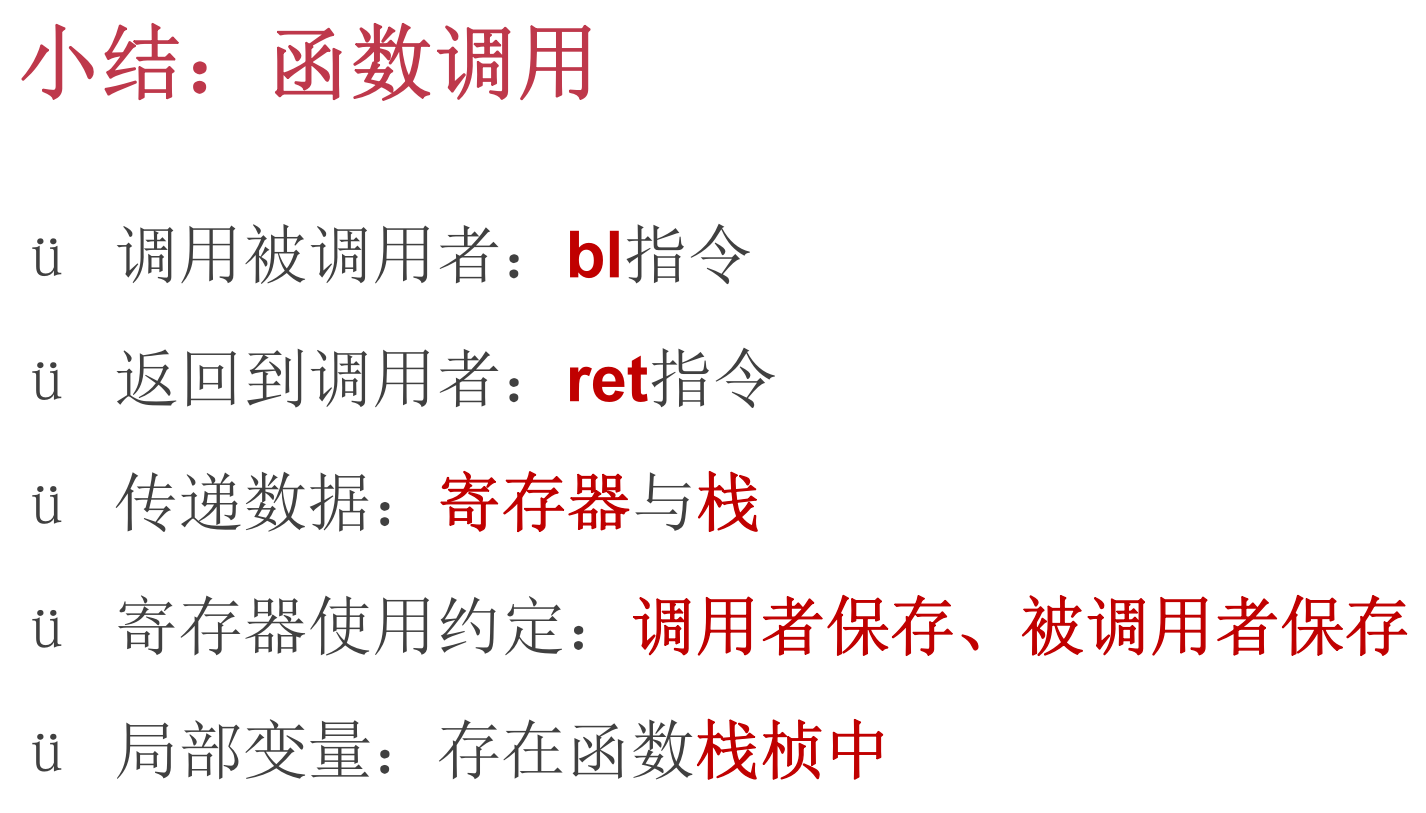 小结：函数调用
ü 调用被调用者：bl指令
ü 返回到调用者：ret指令
ü 传递数据：寄存器与栈
ü 寄存器使用约定：调用者保存、被调用者保存
ü 局部变量：存在函数栈桢中